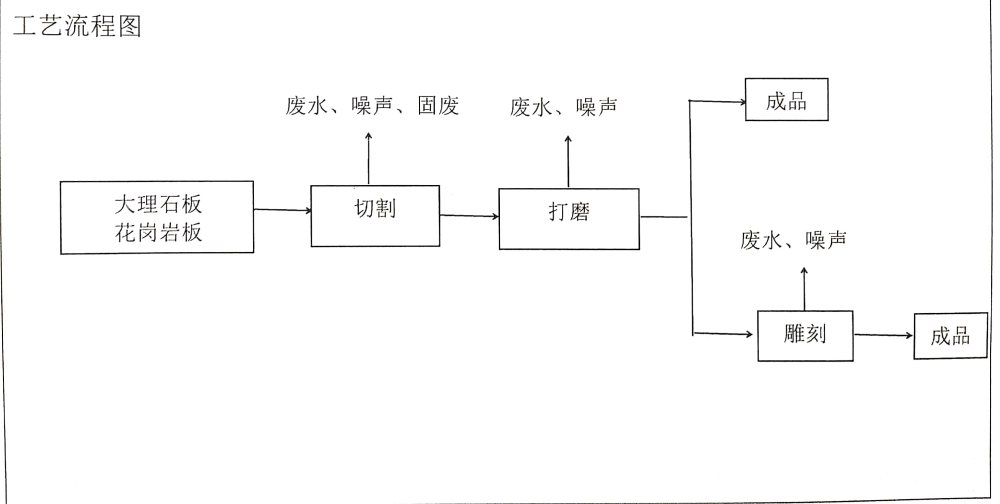 工艺流程图
废水、噪声、固废
废水、噪声
成品
大理石板
花岗岩板
切割
打磨
废水、噪声
雕刻
成品